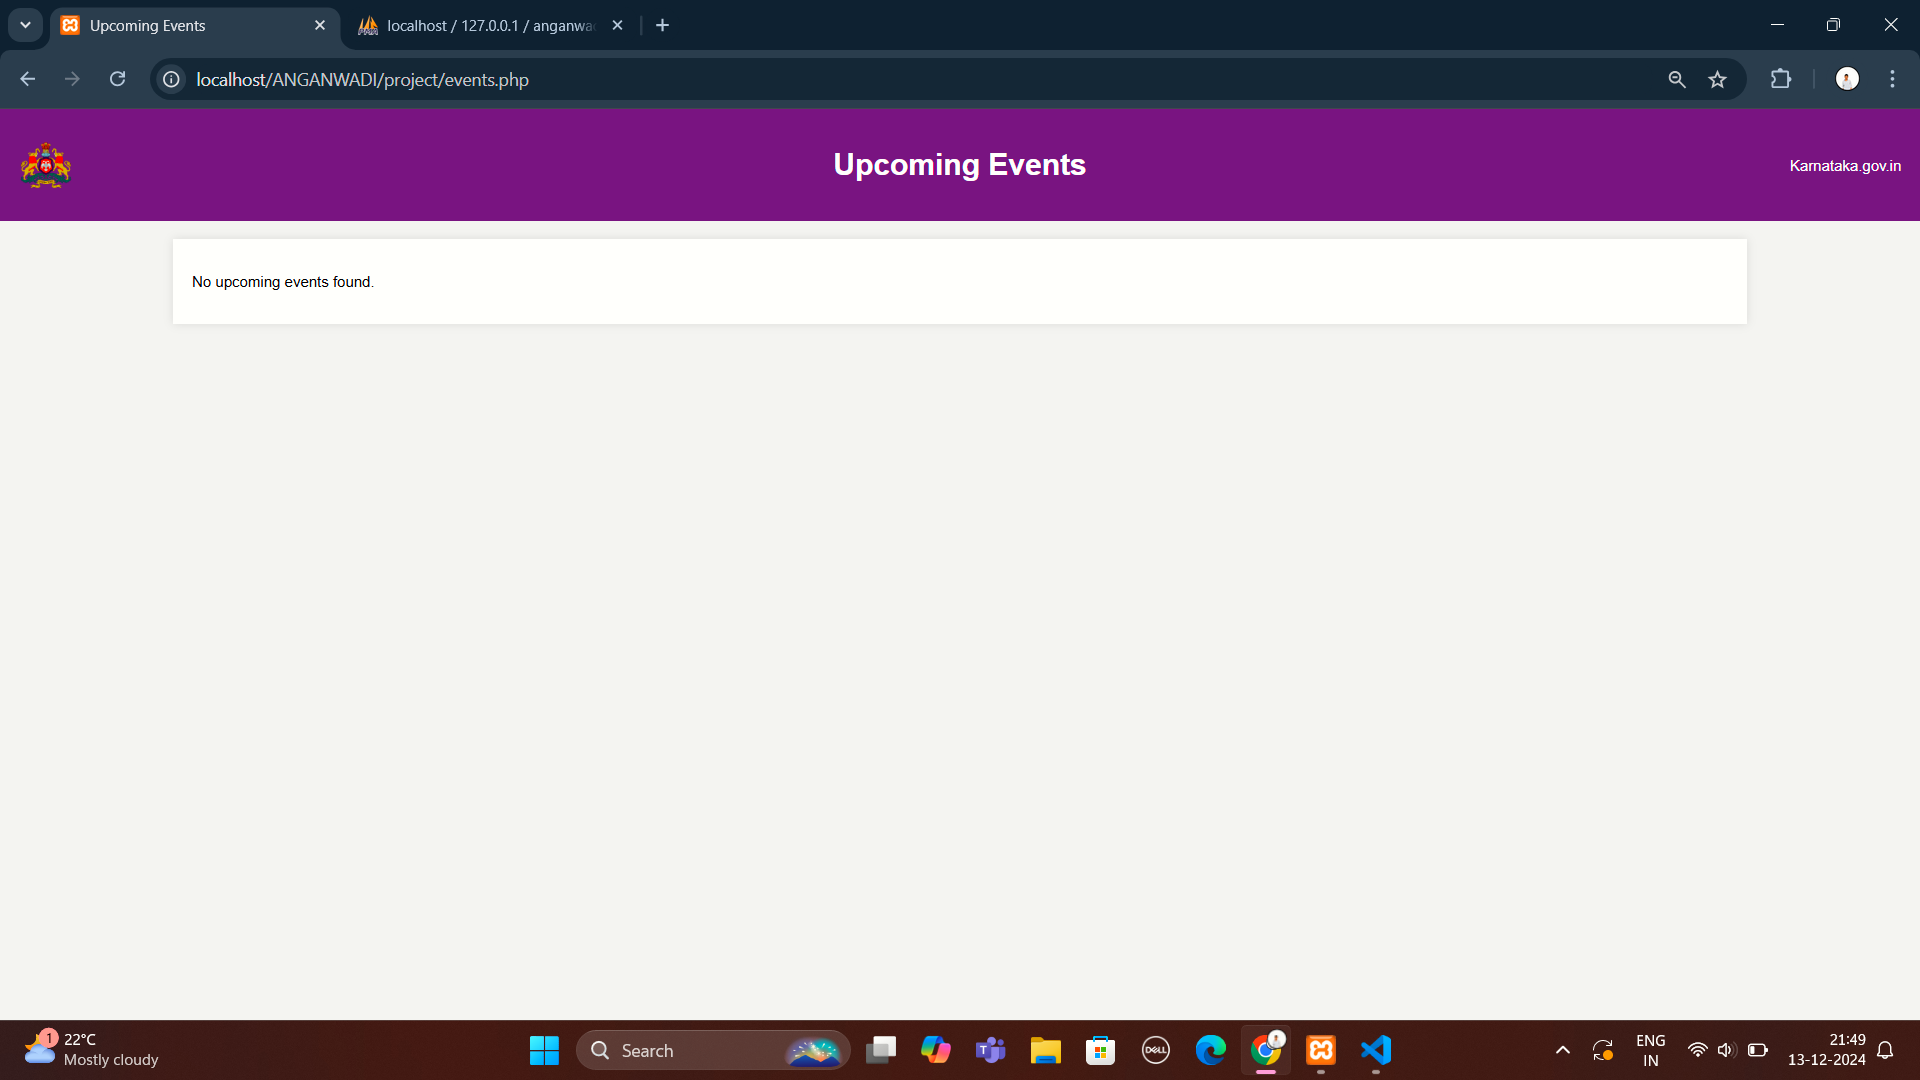 Upcoming Events
localhost / 127.0.0.1 / anganwa
localhost/ANGANWADI/project/events.php
Upcoming Events
Karnataka.gov.in
No upcoming events found.
1
22°C
Mostly cloudy
Search
T
DELL
ENG
IN
21:49
13-12-2024